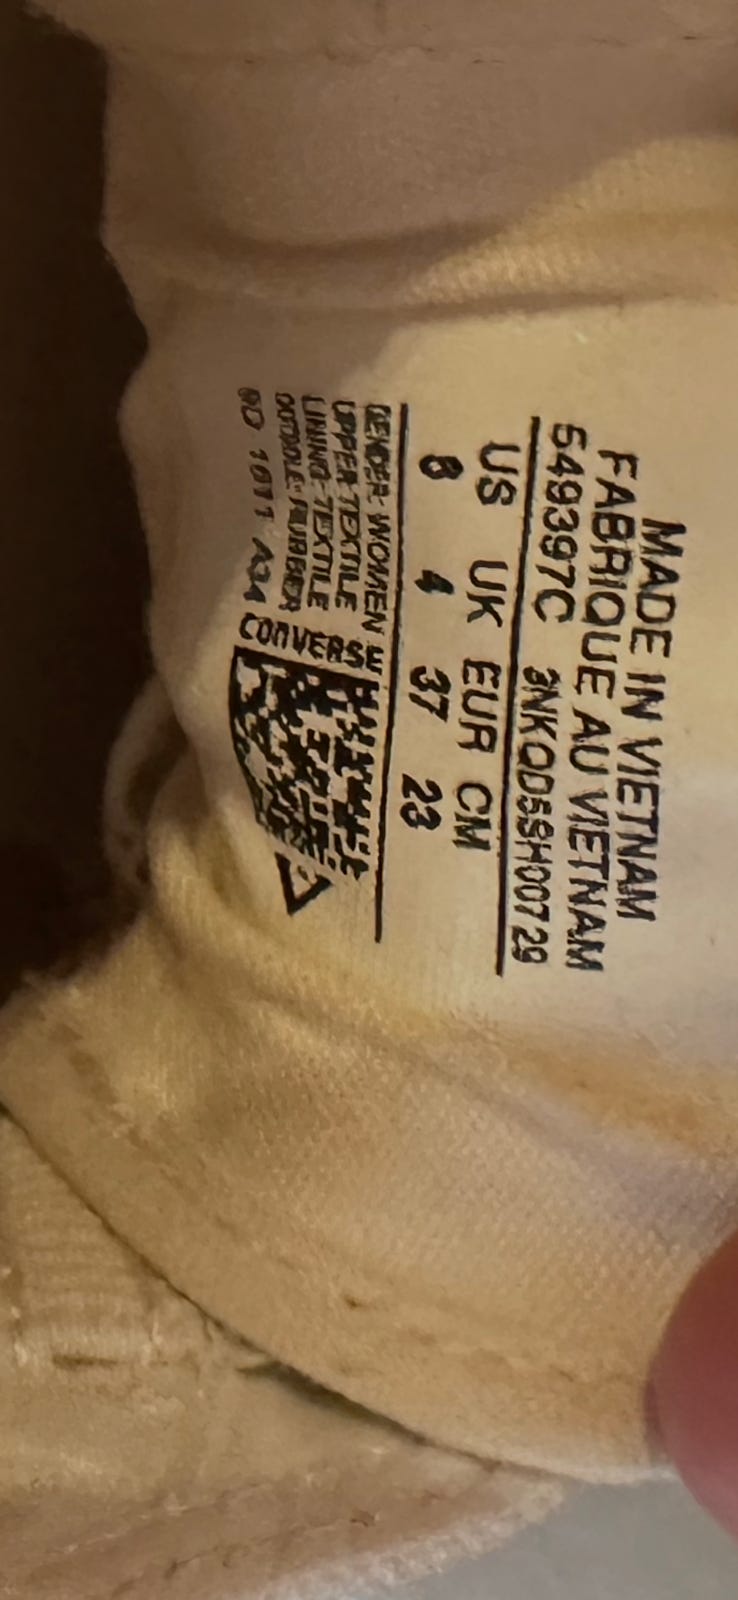 MADE IN VIETNAM
FABRIQUE AU VIETNAM
549397C 3NKQD5SH00729
US UK EUR CM
4 37 23
GENDER: WOMEN
UPPER: TEXTILE
LINING: TEXTILE
OUTSOLE: RUBBER
1011
CONVERSE